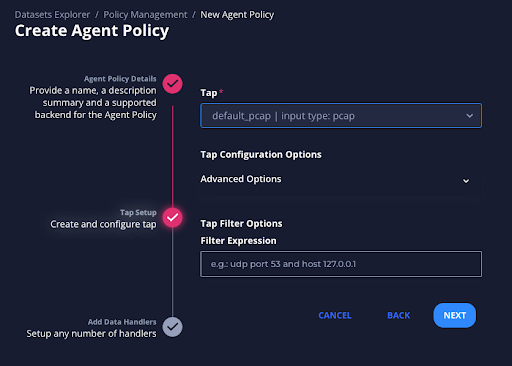 Datasets Explorer / Policy Management / New Agent Policy
Create Agent Policy
Agent Policy Details
Provide a name, a description
summary and a supported
backend for the Agent Policy
Tap *
default_pcap | input type: pcap
Tap Configuration Options
Advanced Options
Tap Setup
Create and configure tap
Tap Filter Options
Filter Expression
e.g.: udp port 53 and host 127.0.0.1
Add Data Handlers
Setup any number of handlers
CANCEL
BACK
NEXT